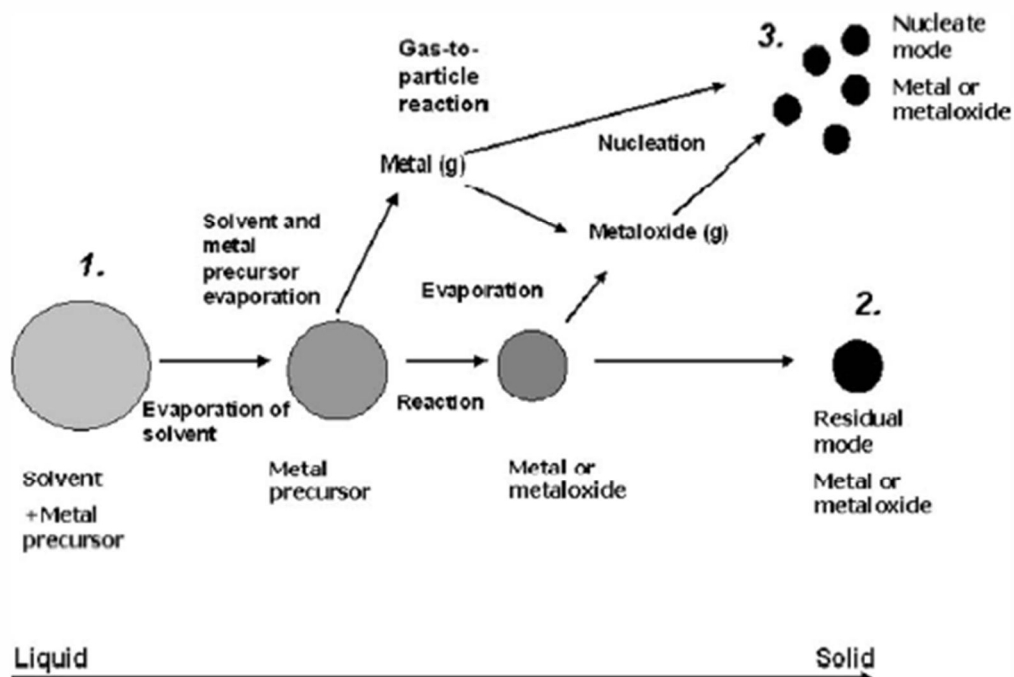 Gas-to-
particle
reaction
3.
Nucleate
mode
Metal or
metaloxide
Nucleation
Metal (g)
Solvent and
metal
precursor
evaporation
Metaloxide (g)
1.
Evaporation
2.
Evaporation of
solvent
Reaction
Residual
mode
Metal or
metaloxide
Solvent
+Metal
precursor
Metal
precursor
Metal or
metaloxide
Liquid
Solid